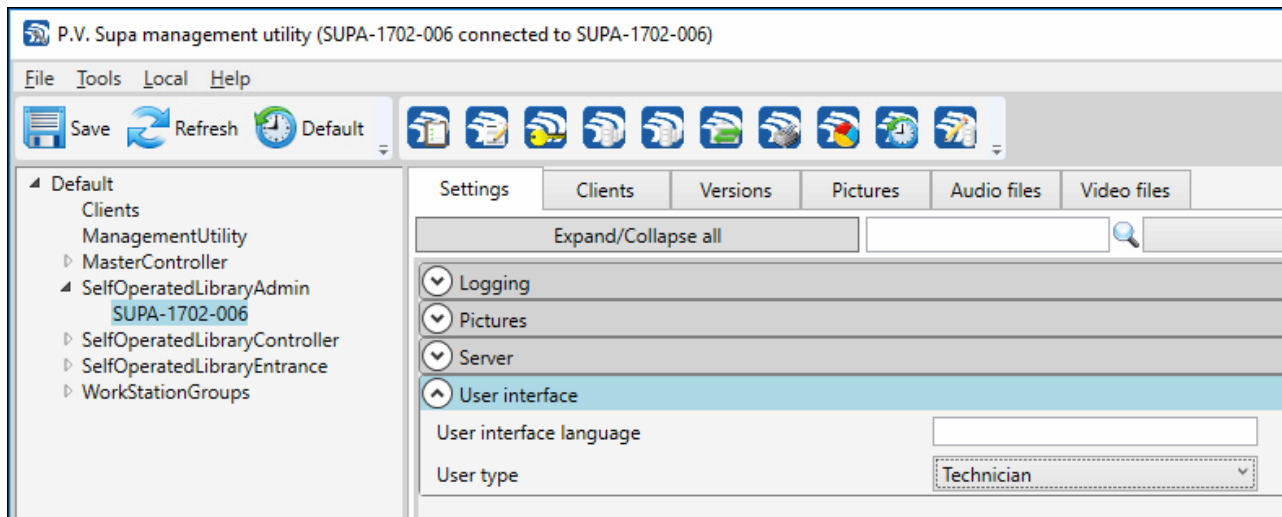 P.V. Supa management utility (SUPA-1702-006 connected to SUPA-1702-006)
File Tools Local Help
Save Refresh Default
Default
Clients
ManagementUtility
MasterController
SelfOperatedLibraryAdmin
SUPA-1702-006
SelfOperatedLibraryController
SelfOperatedLibraryEntrance
WorkStationGroups
Settings Clients Versions Pictures Audio files Video files
Expand/Collapse all
Logging
Pictures
Server
User interface
User interface language
User type Technician